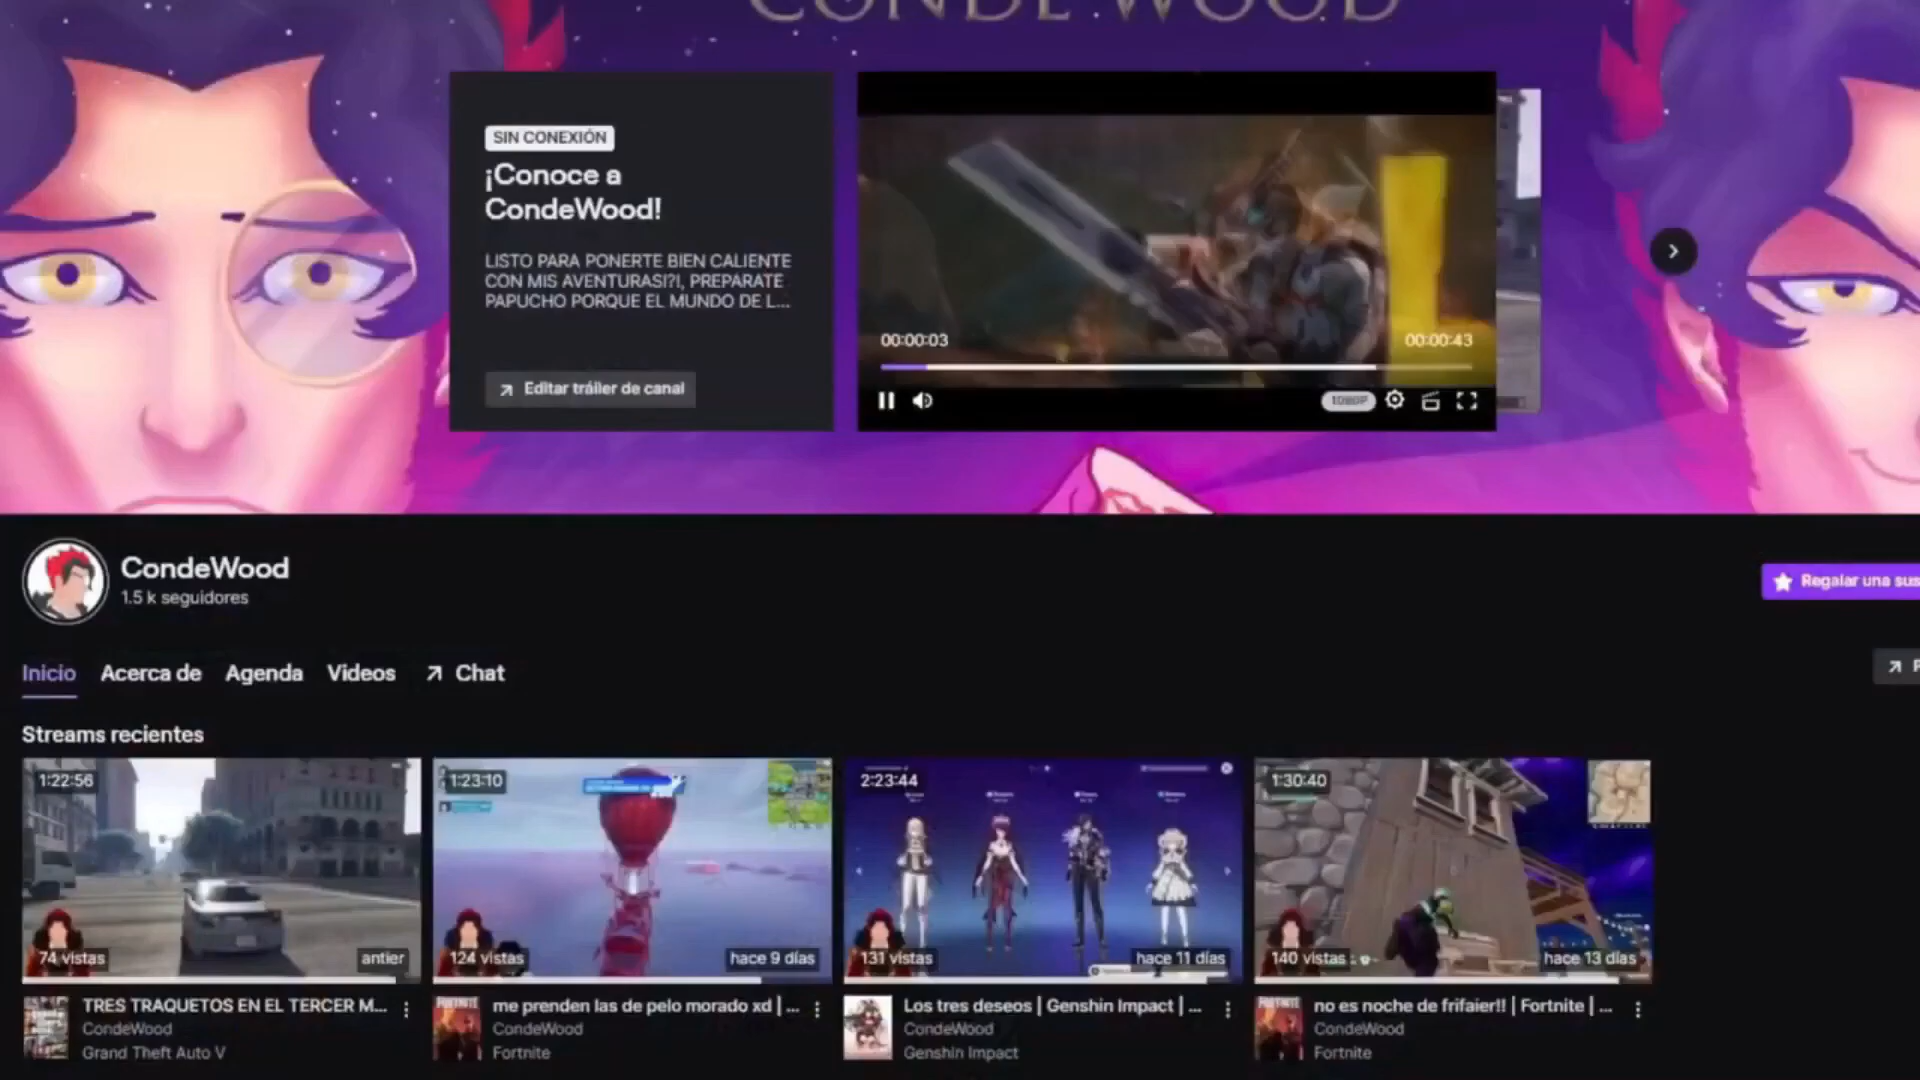 CONDE WOOD
SIN CONEXIÓN
¡Conoce a
CondeWood!
LISTO PARA PONERTE BIEN CALIENTE
CON MIS AVENTURAS!?!, PREPARATE
PAPUCHO PORQUE EL MUNDO DE L...
Editar tráiler de canal
00:00:03
00:00:43
1080P
CondeWood
1.5 k seguidores
Regalar una sus
Inicio
Acerca de
Agenda
Videos
Chat
Streams recientes
1:22:56
74 vistas
antier
TRES TRAQUETOS EN EL TERCER M...
CondeWood
Grand Theft Auto V
1:23:10
124 vistas
hace 9 días
FORTNITE
me prenden las de pelo morado xd | ...
CondeWood
Fortnite
2:23:44
131 vistas
hace 11 días
Los tres deseos | Genshin Impact | ...
CondeWood
Genshin Impact
1:30:40
140 vistas
hace 13 días
FORTNITE
no es noche de frifaier!! | Fortnite | ...
CondeWood
Fortnite